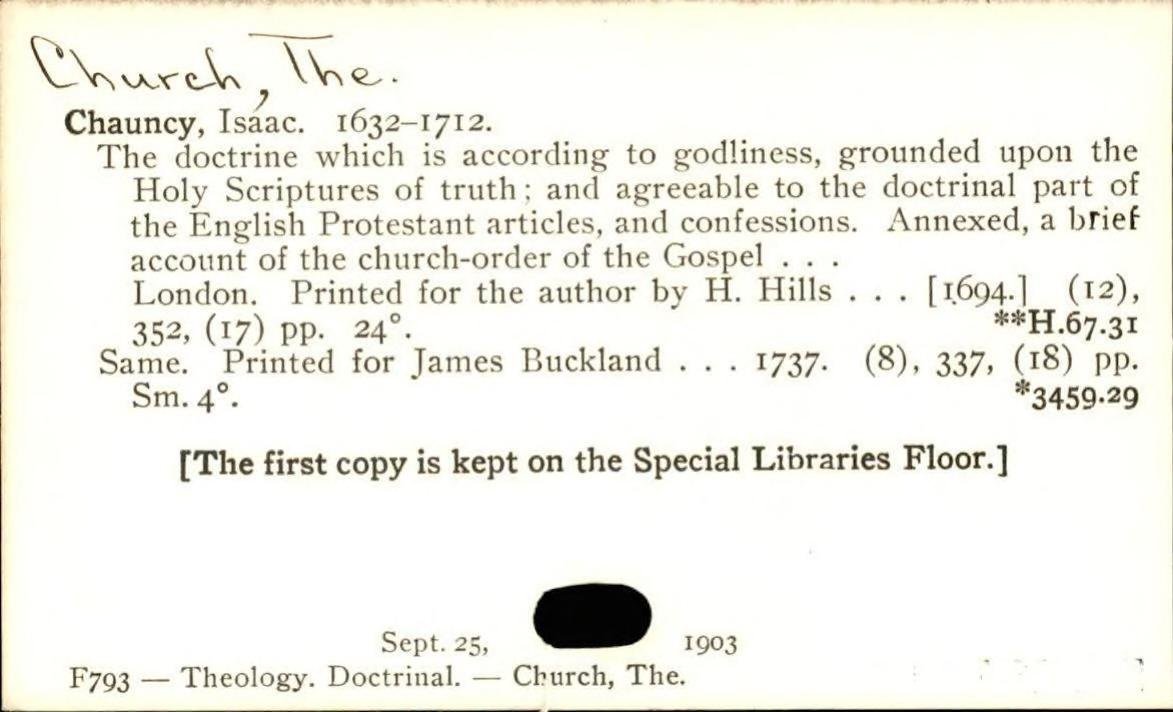 Church, The.
Chauncy, Isaac. 1632–1712.
The doctrine which is according to godliness, grounded upon the
Holy Scriptures of truth; and agreeable to the doctrinal part of
the English Protestant articles, and confessions. Annexed, a brief
account of the church-order of the Gospel . . .
London. Printed for the author by H. Hills . . . [1694.] (12),
352, (17) pp. 24°. **H.67.31
Same. Printed for James Buckland . . . 1737. (8), 337, (18) pp.
Sm. 4°. *3459.29
[The first copy is kept on the Special Libraries Floor.]
Sept. 25, 1903
F793 — Theology. Doctrinal. — Church, The.